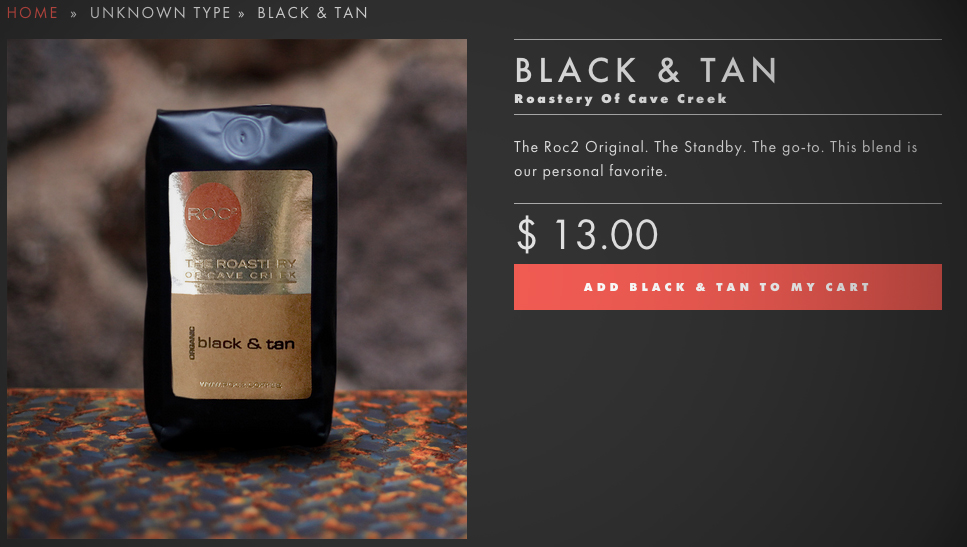 HOME » UNKNOWN TYPE » BLACK & TAN
BLACK & TAN
Roastery Of Cave Creek
The Roc2 Original. The Standby. The go-to. This blend is
our personal favorite.
$ 13.00
ADD BLACK & TAN TO MY CART
ROC²
THE ROASTERY
OF CAVE CREEK
ORGANIC
black & tan